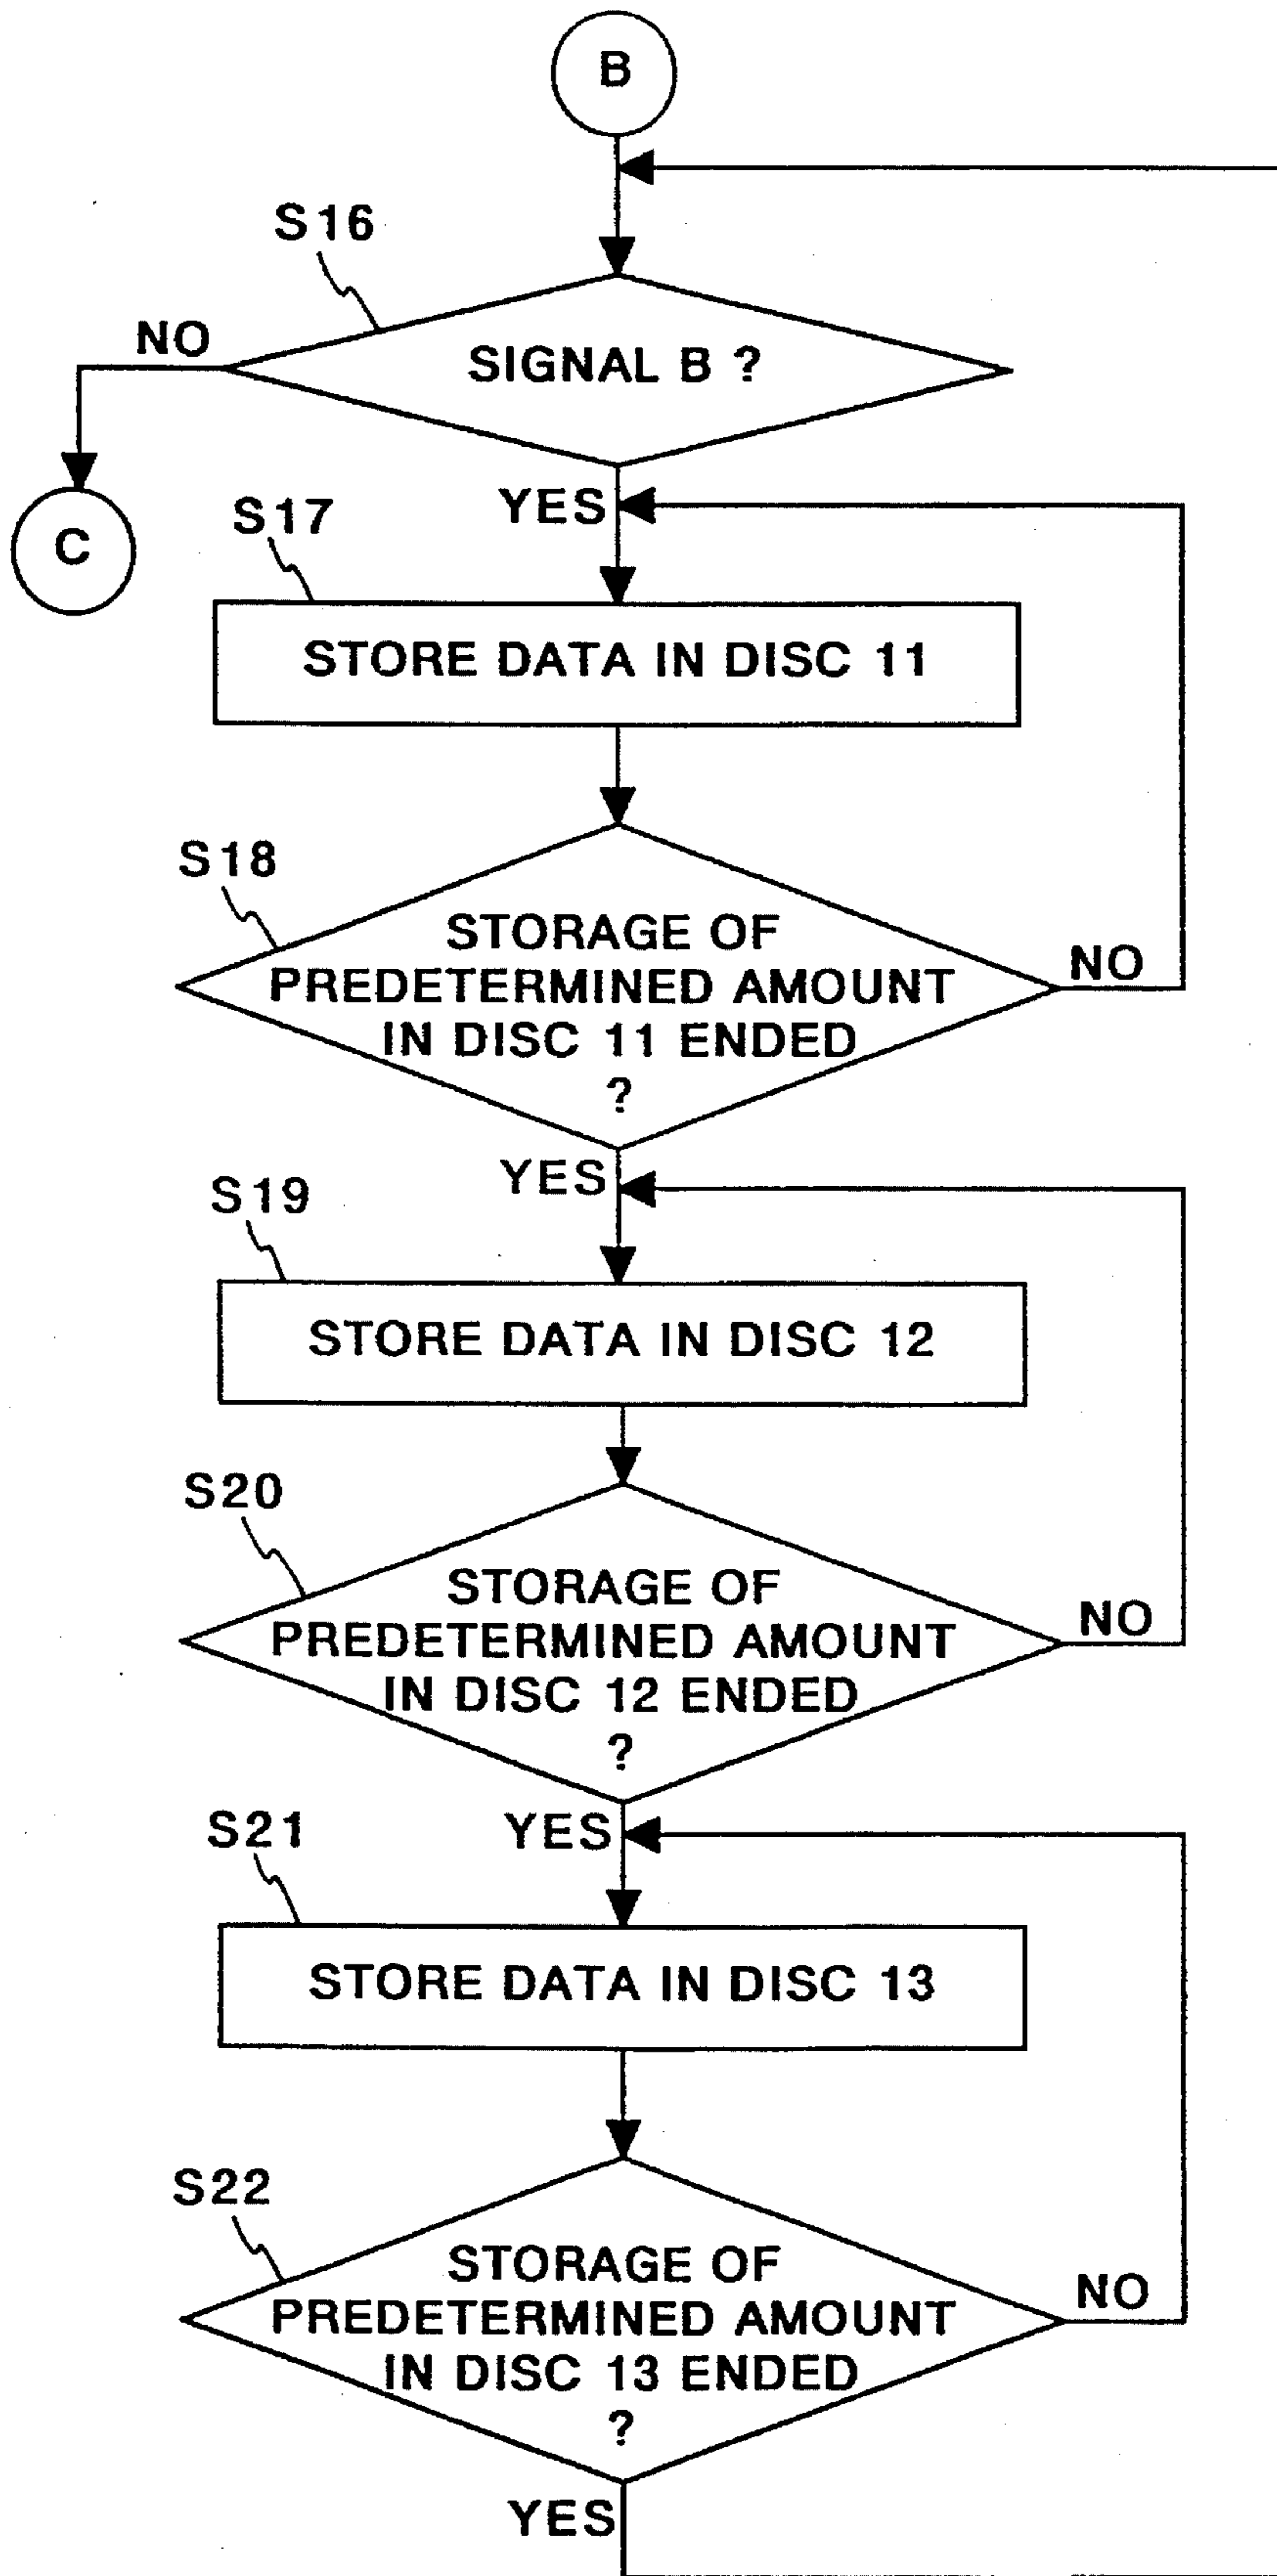 B
S16
NO
SIGNAL B ?
C
YES
S17
STORE DATA IN DISC 11
S18
STORAGE OF
PREDETERMINED AMOUNT
IN DISC 11 ENDED
?
NO
YES
S19
STORE DATA IN DISC 12
S20
STORAGE OF
PREDETERMINED AMOUNT
IN DISC 12 ENDED
?
NO
YES
S21
STORE DATA IN DISC 13
S22
STORAGE OF
PREDETERMINED AMOUNT
IN DISC 13 ENDED
?
NO
YES